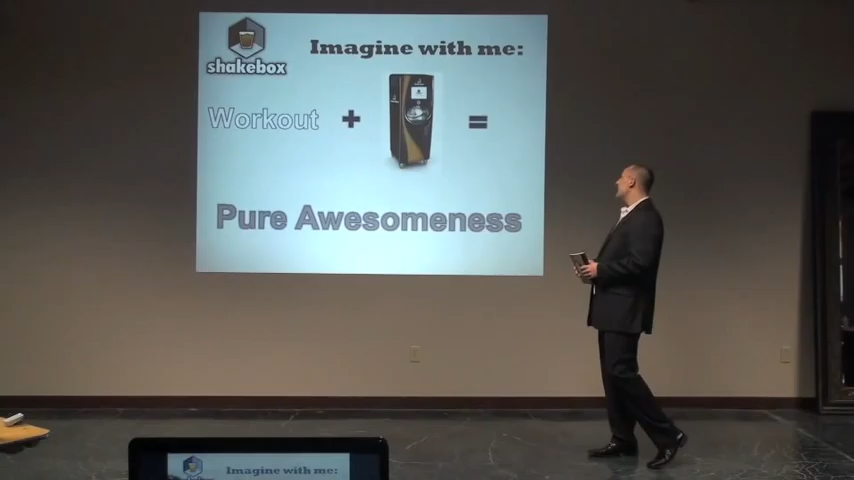 Imagine with me:
shakebox
Workout + =
Pure Awesomeness
Imagine with me: